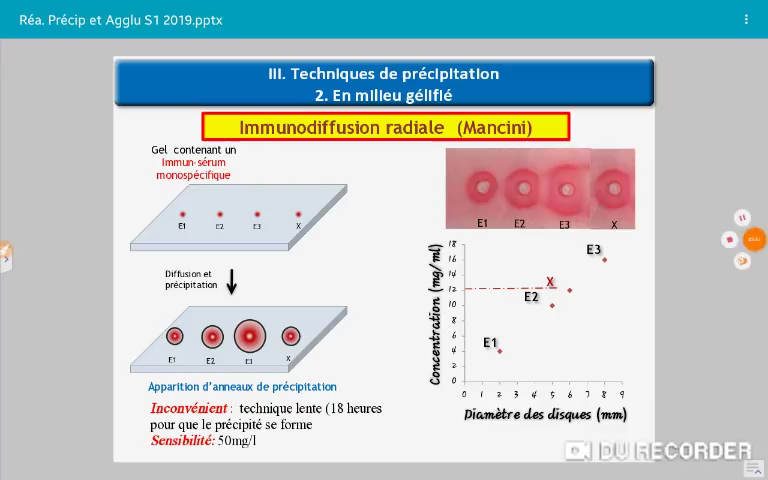 Réa. Précip et Agglu S1 2019.pptx
III. Techniques de précipitation
2. En milieu gélifié
Immunodiffusion radiale (Mancini)
Gel contenant un
Immun-sérum
monospécifique
E1 E2 E3 X
Diffusion et
précipitation
E1 E2 E3 X
Apparition d'anneaux de précipitation
Inconvénient : technique lente (18 heures
pour que le précipité se forme
Sensibilité: 50mg/l
E1 E2 E3 X
Concentration (mg/ml)
18
16
14
12
10
8
6
4
2
0
E3
X
E2
E1
0 1 2 3 4 5 6 7 8 9
Diamètre des disques (mm)
DU RECORDER